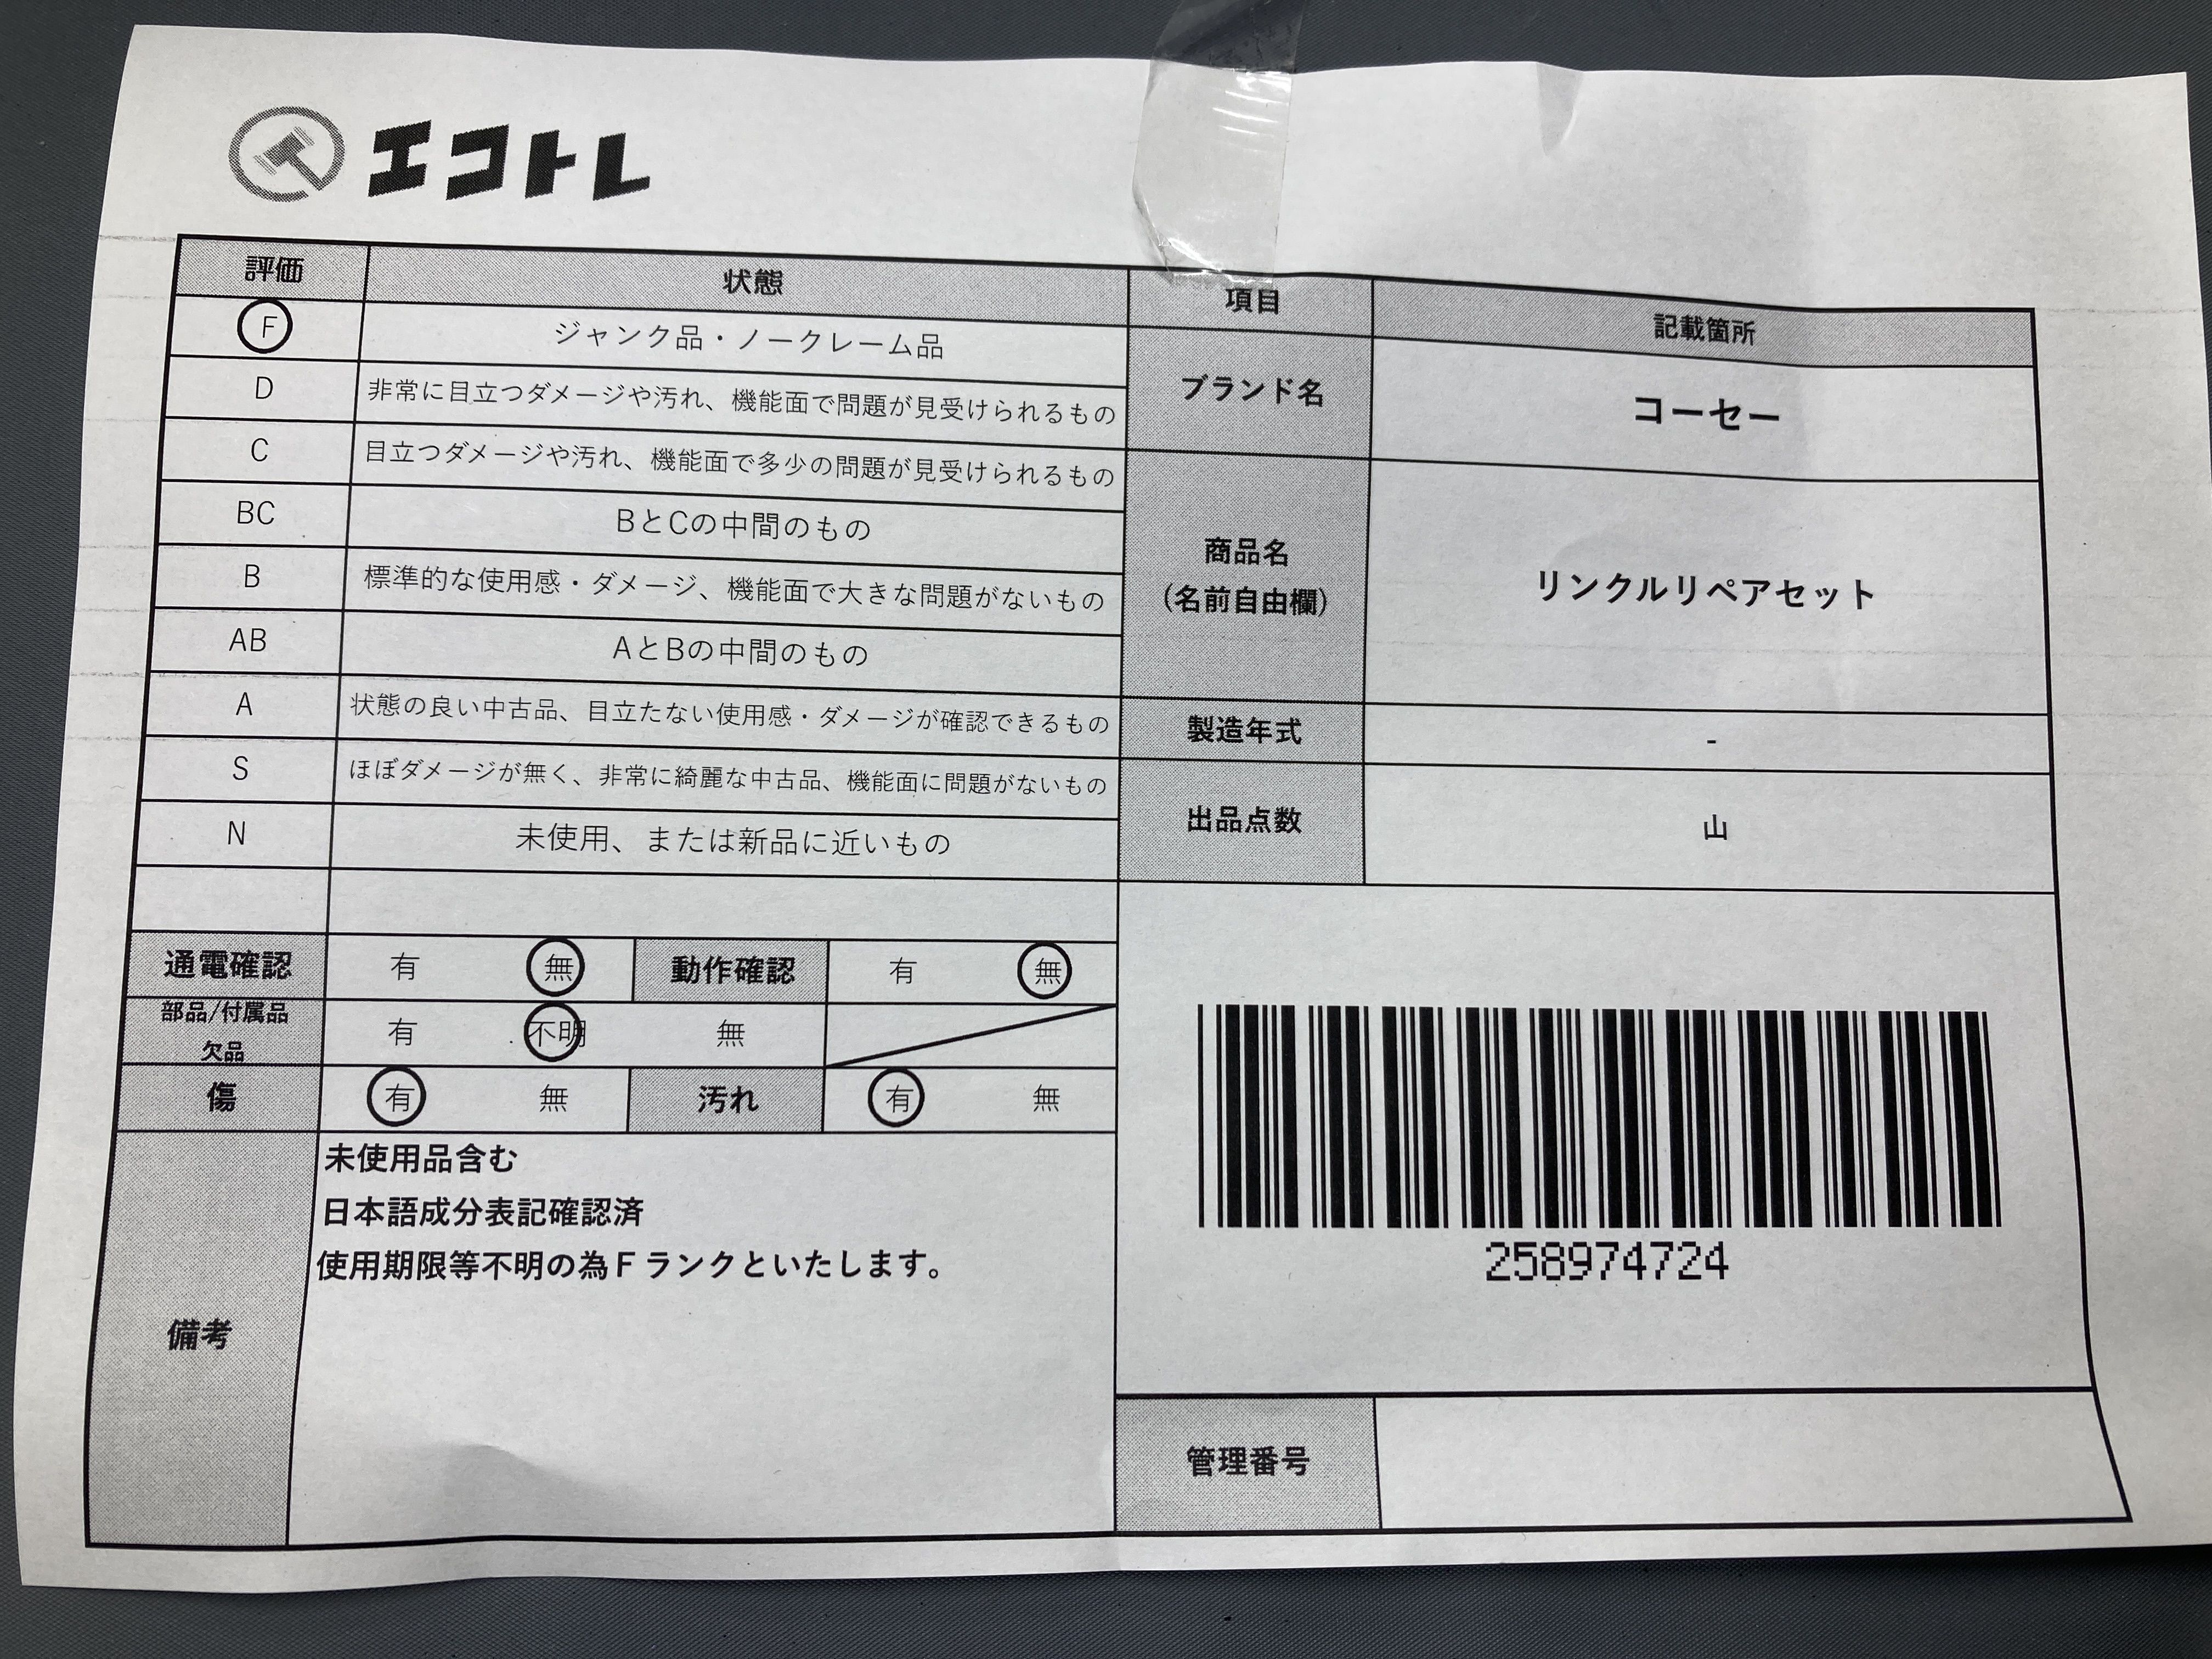 エコトレ
評価 状態
F ジャンク品・ノークレーム品
D 非常に目立つダメージや汚れ、機能面で問題が見受けられるもの
C 目立つダメージや汚れ、機能面で多少の問題が見受けられるもの
BC BとCの中間のもの
B 標準的な使用感・ダメージ、機能面で大きな問題がないもの
AB AとBの中間のもの
A 状態の良い中古品、目立たない使用感・ダメージが確認できるもの
S ほぼダメージが無く、非常に綺麗な中古品、機能面に問題がないもの
N 未使用、または新品に近いもの
通電確認 有 無 動作確認 有 無
部品/付属品
欠品 有 不明 無
傷 有 無 汚れ 有 無
備考
未使用品含む
日本語成分表記確認済
使用期限等不明の為Fランクといたします。
項目 記載箇所
ブランド名 コーセー
商品名
(名前自由欄)
リンクルリペアセット
製造年式 -
出品点数 山
258974724
管理番号